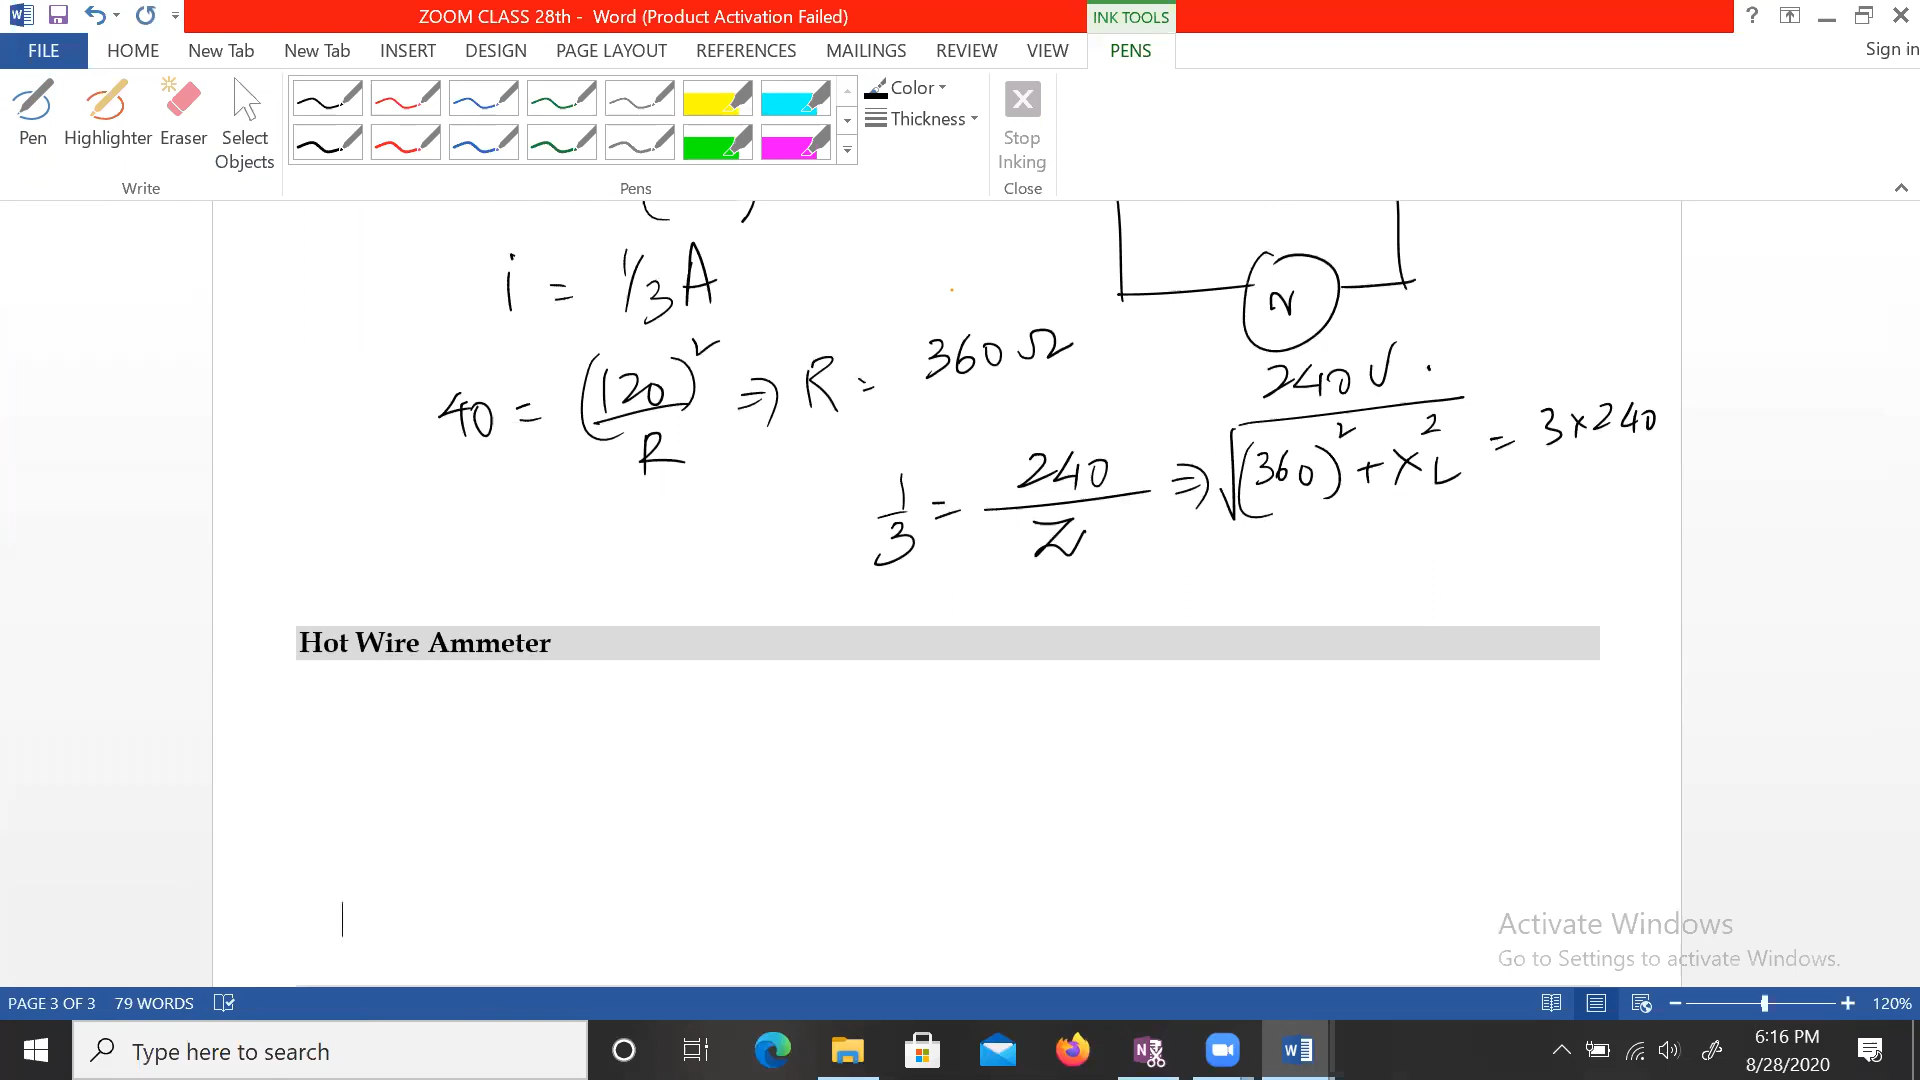 ZOOM CLASS 28th - Word (Product Activation Failed)
INK TOOLS
?
FILE HOME New Tab New Tab INSERT DESIGN PAGE LAYOUT REFERENCES MAILINGS REVIEW VIEW PENS Sign in
Pen Highlighter Eraser Select Objects
Color
Thickness
Stop Inking
Write Pens Close
i = 1/3 A
40 = (120)² / R ⇒ R = 360 Ω
N
240 V .
1/3 = 240/Z ⇒ √((360)² + X_L²) = 3×240
Hot Wire Ammeter
Activate Windows
Go to Settings to activate Windows.
PAGE 3 OF 3 79 WORDS 120%
Type here to search
6:16 PM
8/28/2020